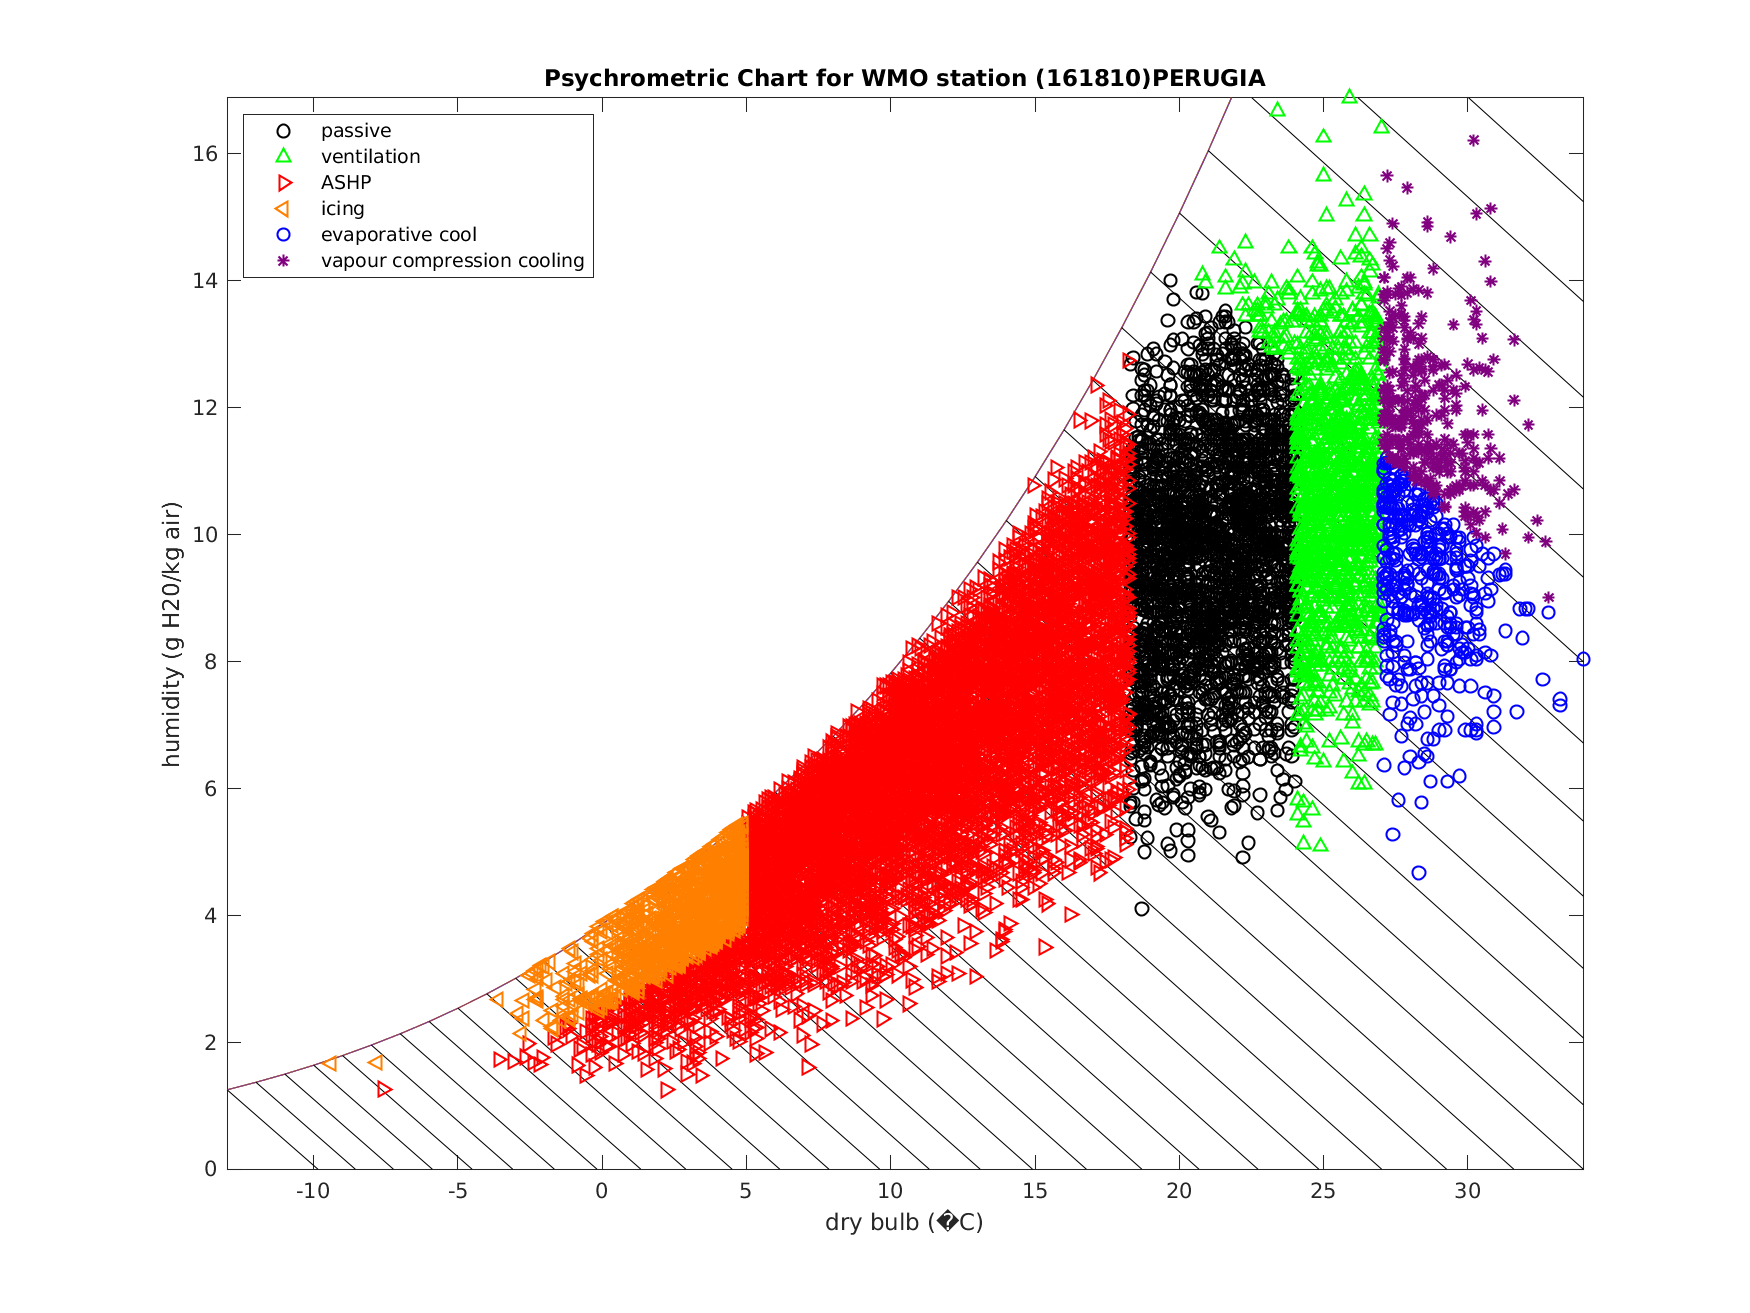 Psychrometric Chart for WMO station (161810)PERUGIA
passive
ventilation
ASHP
icing
evaporative cool
vapour compression cooling
humidity (g H20/kg air)
16
14
12
10
8
6
4
2
0
-10
-5
0
5
10
15
20
25
30
dry bulb (�C)